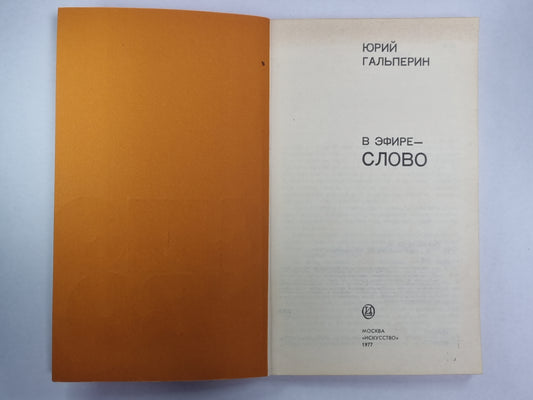 ЮРИЙ
ГАЛЬПЕРИН
В ЭФИРЕ—
СЛОВО
МОСКВА
«ИСКУССТВО»
1977